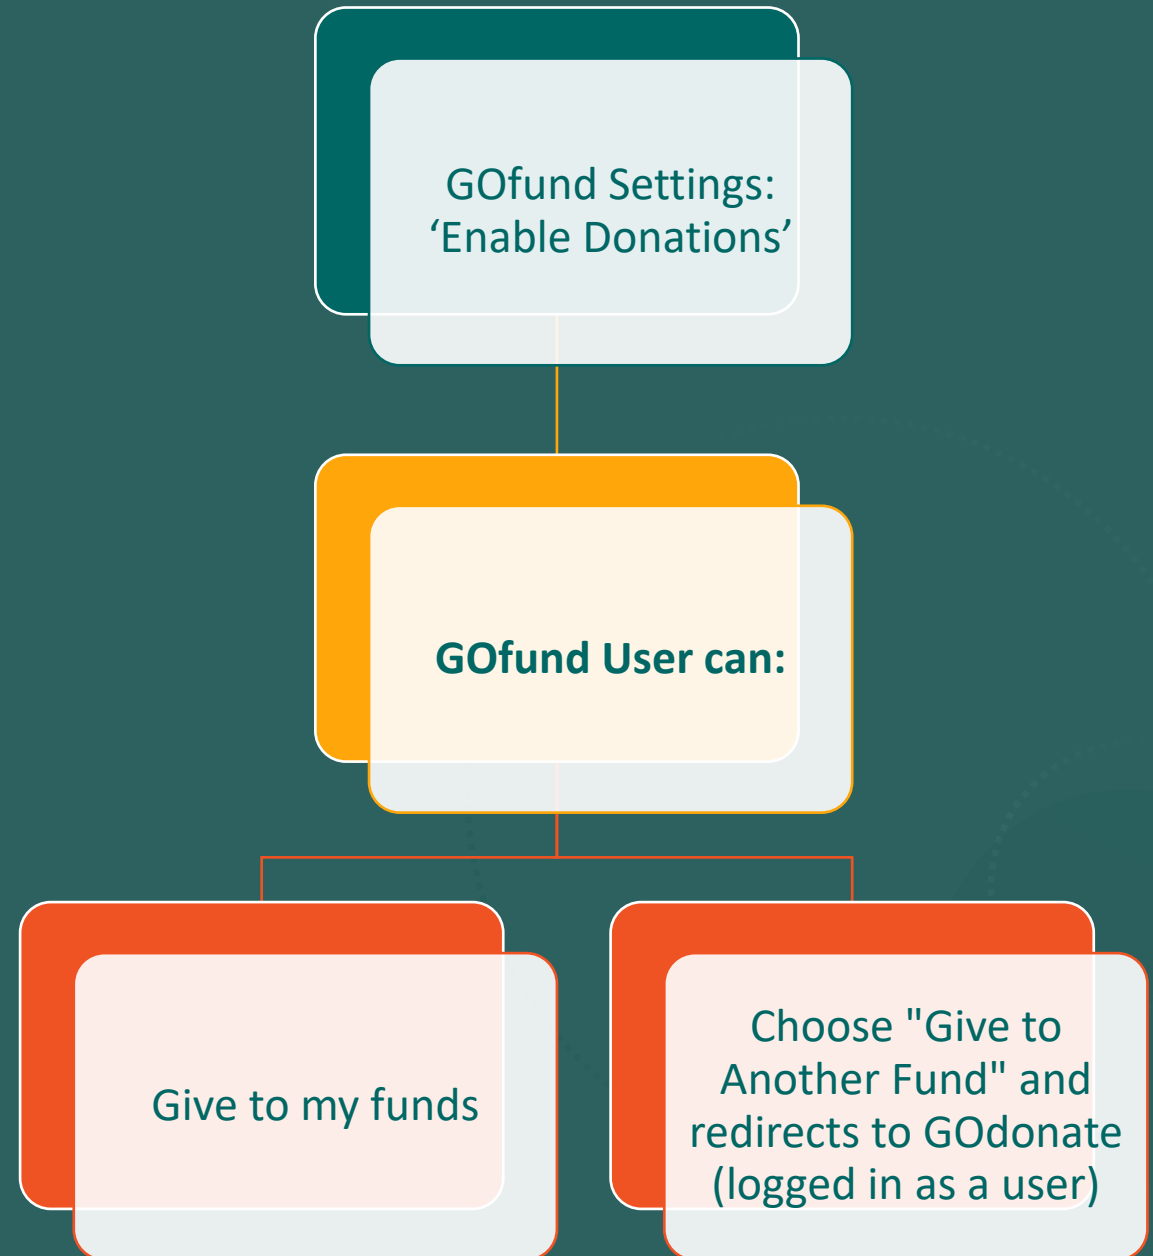 GOfund Settings:
‘Enable Donations’
GOfund User can:
Give to my funds
Choose "Give to
Another Fund" and
redirects to GOdonate
(logged in as a user)